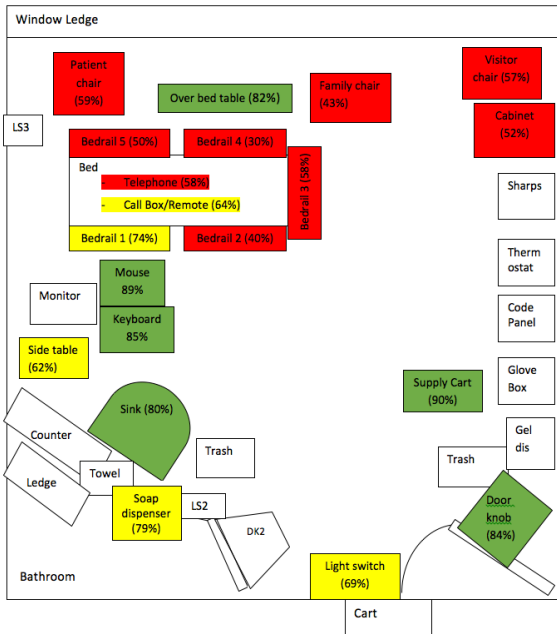 Window Ledge
Patient
chair
(59%)
Over bed table (82%)
Family chair
(43%)
Visitor
chair (57%)
Cabinet
(52%)
LS3
Bedrail 5 (50%)
Bedrail 4 (30%)
Bed
- Telephone (58%)
- Call Box/Remote (64%)
Bedrail 3 (58%)
Bedrail 1 (74%)
Bedrail 2 (40%)
Sharps
Therm
ostat
Code
Panel
Glove
Box
Gel
dis
Mouse
89%
Monitor
Keyboard
85%
Side table
(62%)
Supply Cart
(90%)
Sink (80%)
Counter
Ledge
Towel
Trash
Trash
Soap
dispenser
(79%)
LS2
DK2
Door
knob
(84%)
Light switch
(69%)
Bathroom
Cart